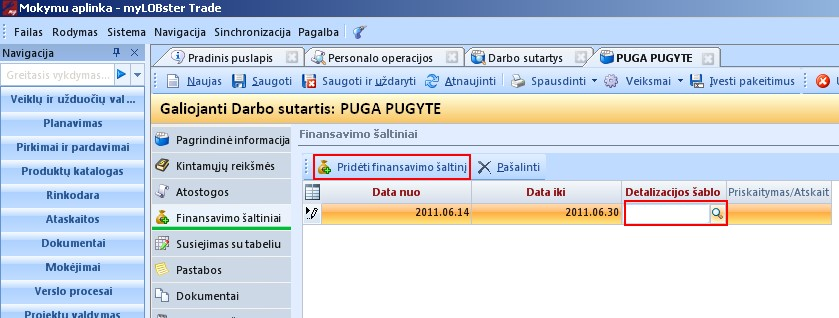 Mokymu aplinka - myLOBster Trade
Failas Rodymas Sistema Navigacija Sinchronizacija Pagalba
Navigacija
Greitasis vykdymas...
Veiklų ir užduočių val ...
Planavimas
Pirkimai ir pardavimai
Produktų katalogas
Rinkodara
Ataskaitos
Dokumentai
Mokėjimai
Verslo procesai
Projektų valdymas
Pradinis puslapis Personalo operacijos Darbo sutartys PUGA PUGYTE
Naujas Saugoti Saugoti ir uždaryti Atnaujinti Spausdinti Veiksmai Įvesti pakeitimus
Galiojanti Darbo sutartis: PUGA PUGYTE
Pagrindinė informacija
Kintamųjų reikšmės
Atostogos
Finansavimo šaltiniai
Susiejimas su tabeliu
Pastabos
Dokumentai
Finansavimo šaltiniai
Pridėti finansavimo šaltinį Pašalinti
Data nuo Data iki Detalizacijos šablo Priskaitymas/Atskait
2011.06.14 2011.06.30